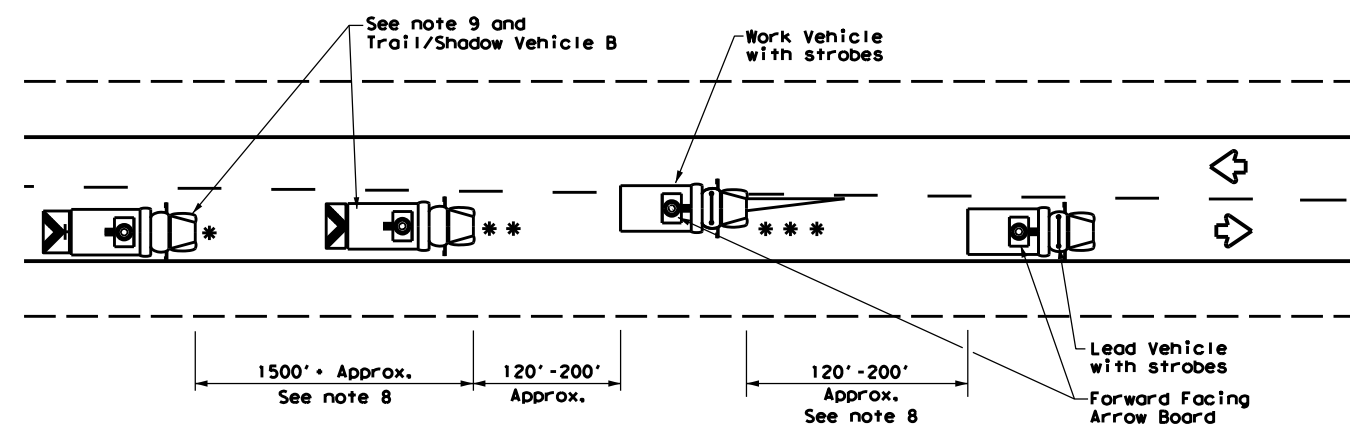 See note 9 and
Trail/Shadow Vehicle B
Work Vehicle
with strobes
*
* *
* * *
1500' + Approx.
See note 8
120'-200'
Approx.
120'-200'
Approx.
See note 8
Lead Vehicle
with strobes
Forward Facing
Arrow Board